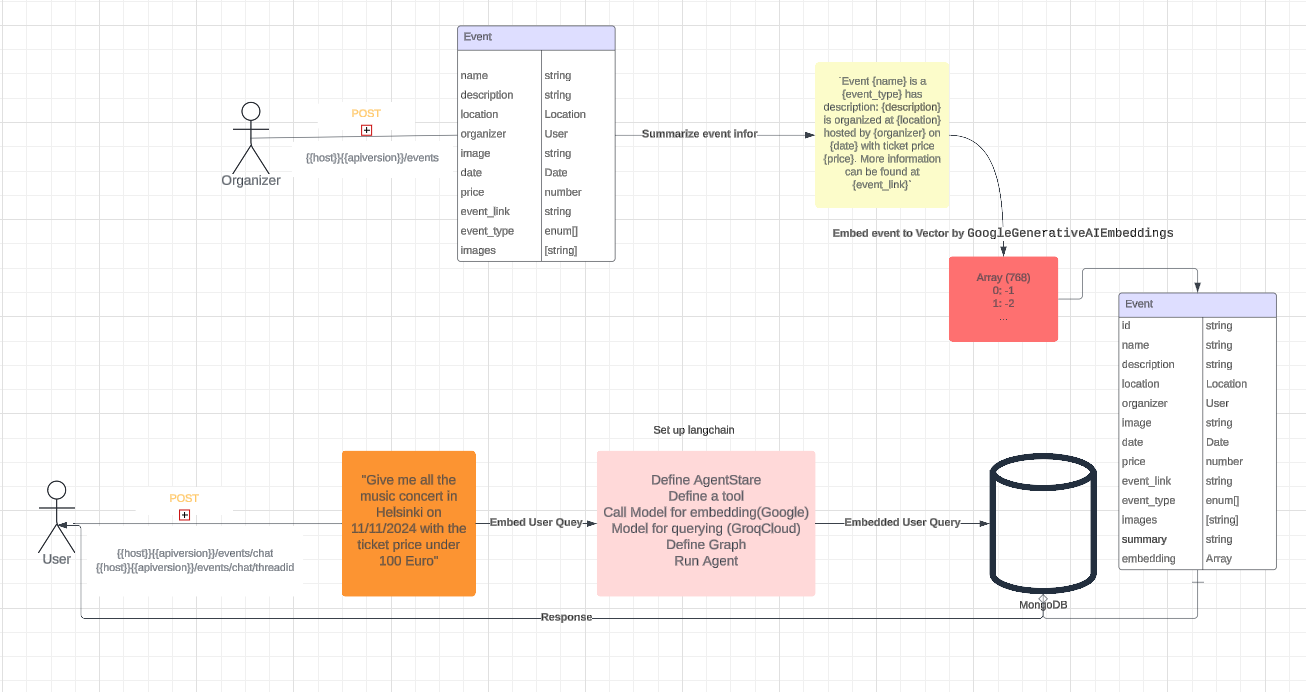 Event
name string
description string
location Location
organizer User
image string
date Date
price number
event_link string
event_type enum[]
images [string]
POST
{{host}}{{apiversion}}/events
Organizer
Summarize event infor
`Event {name} is a
{event_type} has
description: {description}
is organized at {location}
hosted by {organizer} on
{date} with ticket price
{price}. More information
can be found at
{event_link}`
Embed event to Vector by GoogleGenerativeAIEmbeddings
Array (768)
0: -1
1: -2
...
Event
id string
name string
description string
location Location
organizer User
image string
date Date
price number
event_link string
event_type enum[]
images [string]
summary string
embedding Array
User
POST
{{host}}{{apiversion}}/events/chat
{{host}}{{apiversion}}/events/chat/threadid
"Give me all the
music concert in
Helsinki on
11/11/2024 with the
ticket price under
100 Euro"
Embed User Quey
Set up langchain
Define AgentStare
Define a tool
Call Model for embedding(Google)
Model for querying (GroqCloud)
Define Graph
Run Agent
Embedded User Query
MongoDB
Response